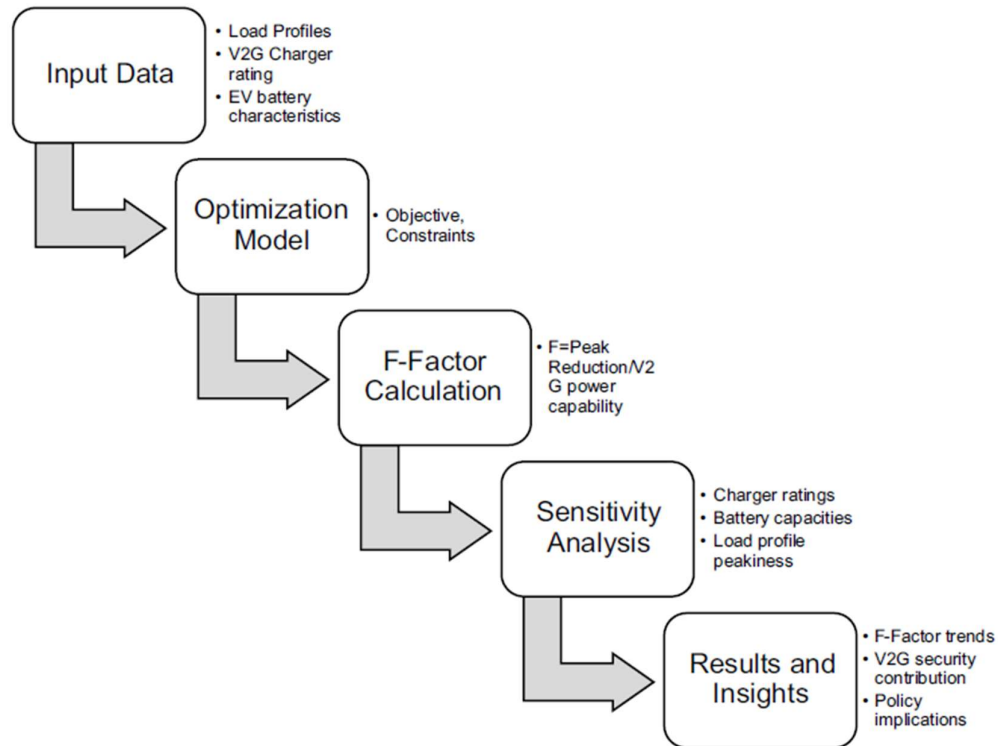 Input Data
• Load Profiles
• V2G Charger
rating
• EV battery
characteristics
Optimization
Model
• Objective,
Constraints
F-Factor
Calculation
• F=Peak
Reduction/V2
G power
capability
Sensitivity
Analysis
• Charger ratings
• Battery capacities
• Load profile
peakiness
Results and
Insights
• F-Factor trends
• V2G security
contribution
• Policy
implications